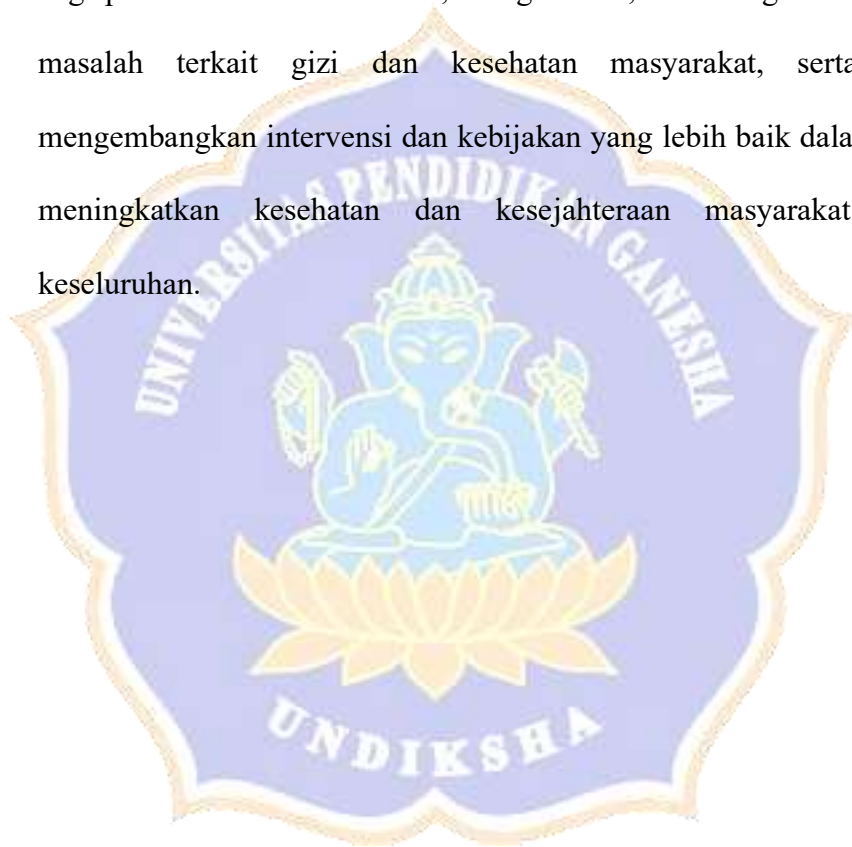 masalah terkait gizi dan kesehatan masyarakat, serta
mengembangkan intervensi dan kebijakan yang lebih baik dala
meningkatkan kesehatan dan kesejahteraan masyarakat
keseluruhan.
UNIVERSITAS PENDIDIKAN GANESHA
UNDIKSHA